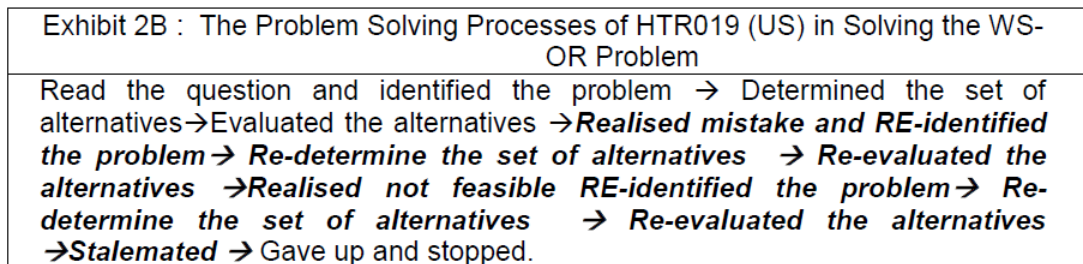 Exhibit 2B :  The Problem Solving Processes of HTR019 (US) in Solving the WS-
OR Problem
Read the question and identified the problem → Determined the set of
alternatives→Evaluated the alternatives →Realised mistake and RE-identified
the problem→ Re-determine the set of alternatives → Re-evaluated the
alternatives →Realised not feasible RE-identified the problem→ Re-
determine the set of alternatives → Re-evaluated the alternatives
→Stalemated → Gave up and stopped.